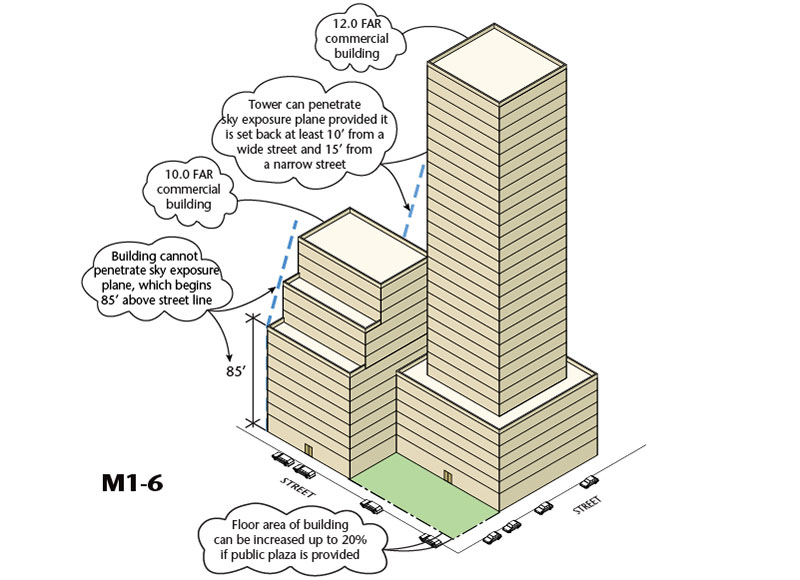 12.0 FAR
commercial
building
Tower can penetrate
sky exposure plane provided it
is set back at least 10’ from a
wide street and 15’ from
a narrow street
10.0 FAR
commercial
building
Building cannot
penetrate sky exposure
plane, which begins
85’ above street line
85’
M1-6
STREET
STREET
Floor area of building
can be increased up to 20%
if public plaza is provided